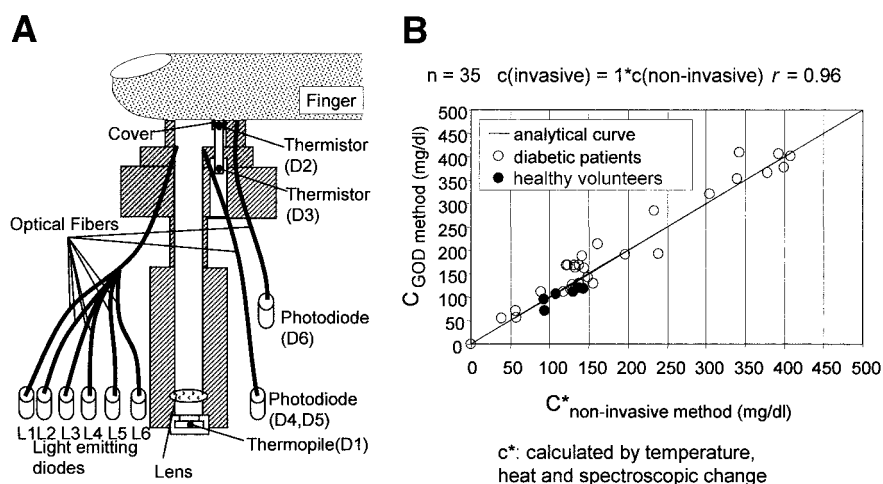 A
Finger
Cover
Thermistor
(D2)
Thermistor
(D3)
Optical Fibers
Photodiode
(D6)
Photodiode
(D4,D5)
Thermopile(D1)
L1 L2 L3 L4 L5 L6
Light emitting
diodes
Lens
B
n = 35 c(invasive) = 1*c(non-invasive) r = 0.96
C GOD method (mg/dl)
500
450
400
350
300
250
200
150
100
50
0
analytical curve
diabetic patients
healthy volunteers
0 50 100 150 200 250 300 350 400 450 500
C* non-invasive method (mg/dl)
c*: calculated by temperature,
heat and spectroscopic change